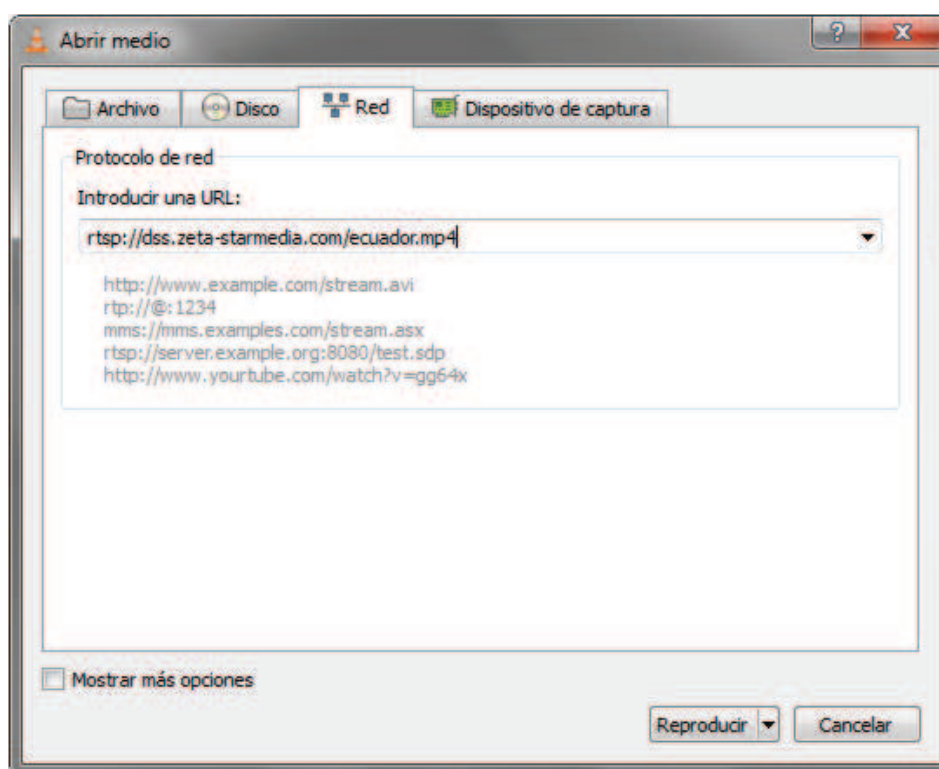 Abrir medio
Archivo Disco Red Dispositivo de captura
Protocolo de red
Introducir una URL:
rtsp://dss.zeta-starmedia.com/ecuador.mp4
http://www.example.com/stream.avi
rtp://@:1234
mms://mms.examples.com/stream.asx
rtsp://server.example.org:8080/test.sdp
http://www.yourtube.com/watch?v=gg64x
Mostrar más opciones
Reproducir Cancelar